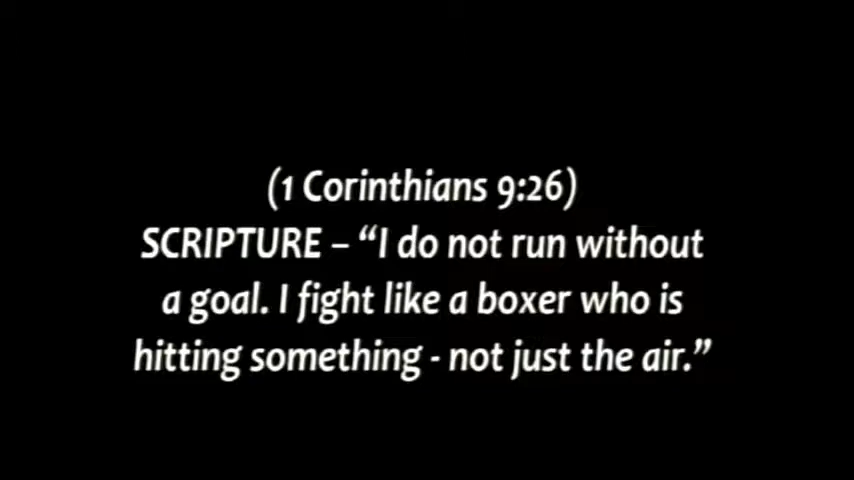 (1 Corinthians 9:26)
SCRIPTURE – “I do not run without
a goal. I fight like a boxer who is
hitting something - not just the air.”